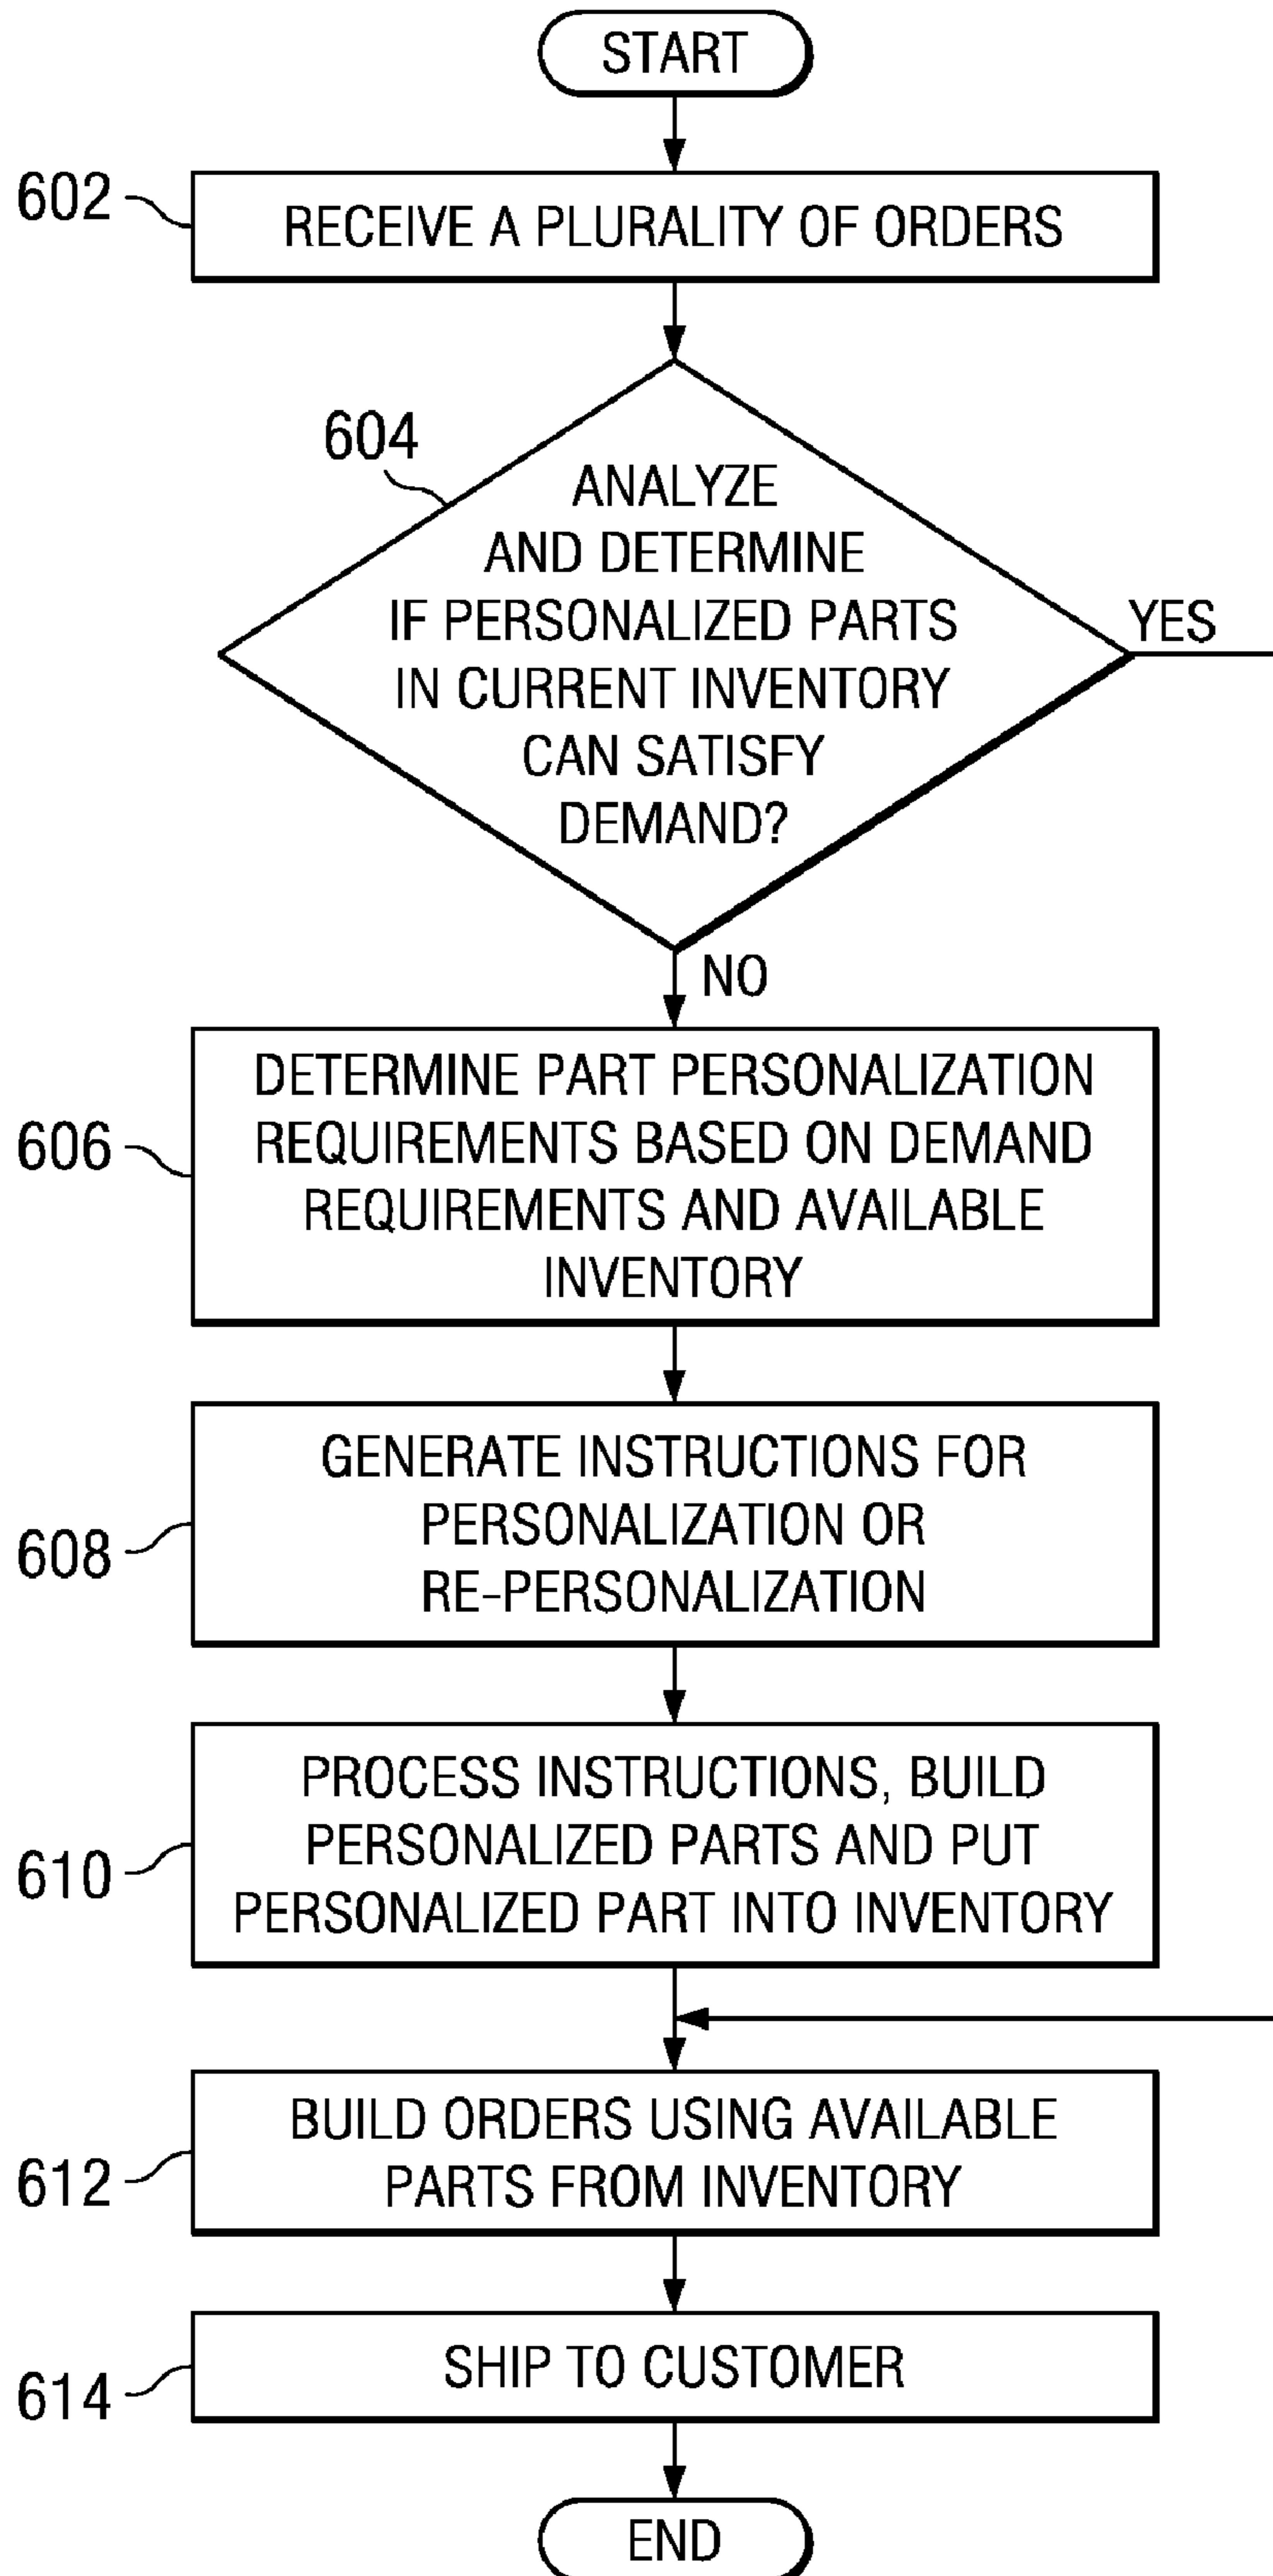 START
602
RECEIVE A PLURALITY OF ORDERS
604
ANALYZE
AND DETERMINE
IF PERSONALIZED PARTS
IN CURRENT INVENTORY
CAN SATISFY
DEMAND?
YES
NO
606
DETERMINE PART PERSONALIZATION
REQUIREMENTS BASED ON DEMAND
REQUIREMENTS AND AVAILABLE
INVENTORY
608
GENERATE INSTRUCTIONS FOR
PERSONALIZATION OR
RE-PERSONALIZATION
610
PROCESS INSTRUCTIONS, BUILD
PERSONALIZED PARTS AND PUT
PERSONALIZED PART INTO INVENTORY
612
BUILD ORDERS USING AVAILABLE
PARTS FROM INVENTORY
614
SHIP TO CUSTOMER
END